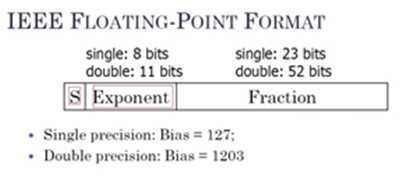 IEEE FLOATING-POINT FORMAT
single: 8 bits single: 23 bits
double: 11 bits double: 52 bits
S Exponent Fraction
• Single precision: Bias = 127;
• Double precision: Bias = 1203